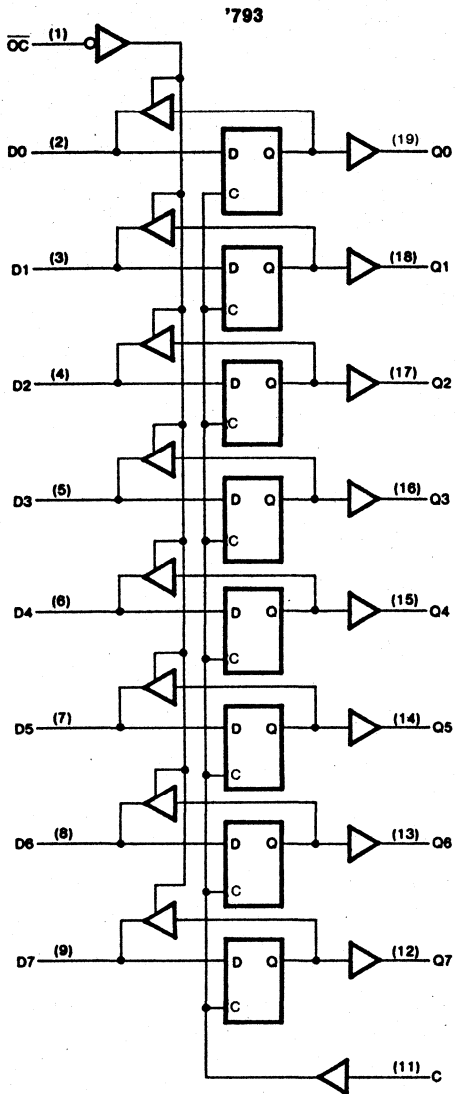 '793
OC (1)
D0 (2) D Q (19) Q0
C
D1 (3) D Q (18) Q1
C
D2 (4) D Q (17) Q2
C
D3 (5) D Q (16) Q3
C
D4 (6) D Q (15) Q4
C
D5 (7) D Q (14) Q5
C
D6 (8) D Q (13) Q6
C
D7 (9) D Q (12) Q7
C
(11) C